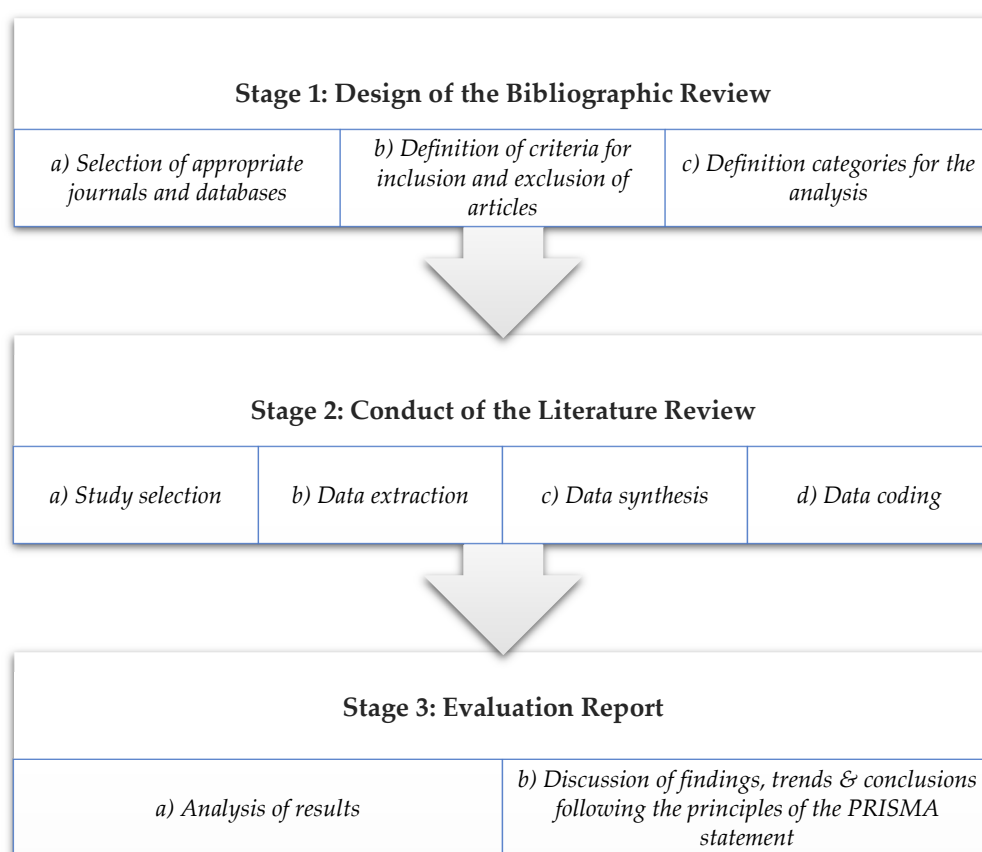 Stage 1: Design of the Bibliographic Review
a) Selection of appropriate
journals and databases
b) Definition of criteria for
inclusion and exclusion of
articles
c) Definition categories for the
analysis
Stage 2: Conduct of the Literature Review
a) Study selection
b) Data extraction
c) Data synthesis
d) Data coding
Stage 3: Evaluation Report
a) Analysis of results
b) Discussion of findings, trends & conclusions
following the principles of the PRISMA
statement